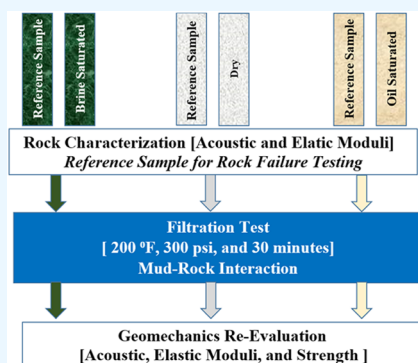 Reference Sample
Brine Saturated
Reference Sample
Dry
Reference Sample
Oil Saturated
Rock Characterization [Acoustic and Elatic Moduli]
Reference Sample for Rock Failure Testing
Filtration Test
[ 200 ⁰F, 300 psi, and 30 minutes]
Mud-Rock Interaction
Geomechanics Re-Evaluation
[Acoustic, Elastic Moduli, and Strength ]